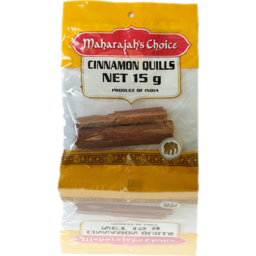 Maharajah's Choice
CINNAMON QUILLS
NET 15 g
PRODUCE OF INDIA